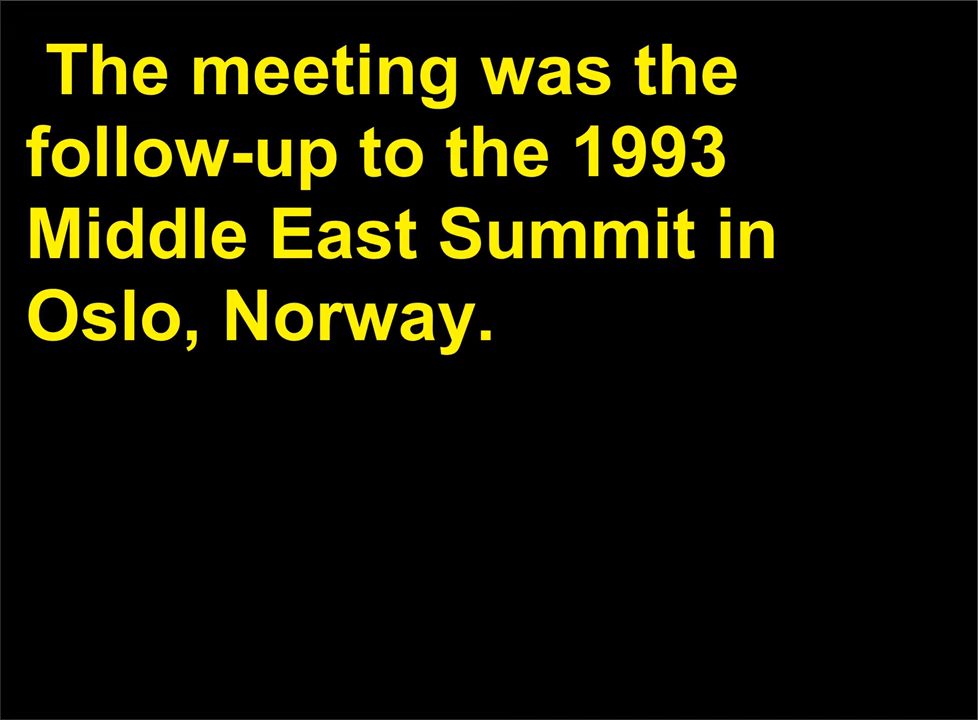 The meeting was the
follow-up to the 1993
Middle East Summit in
Oslo, Norway.